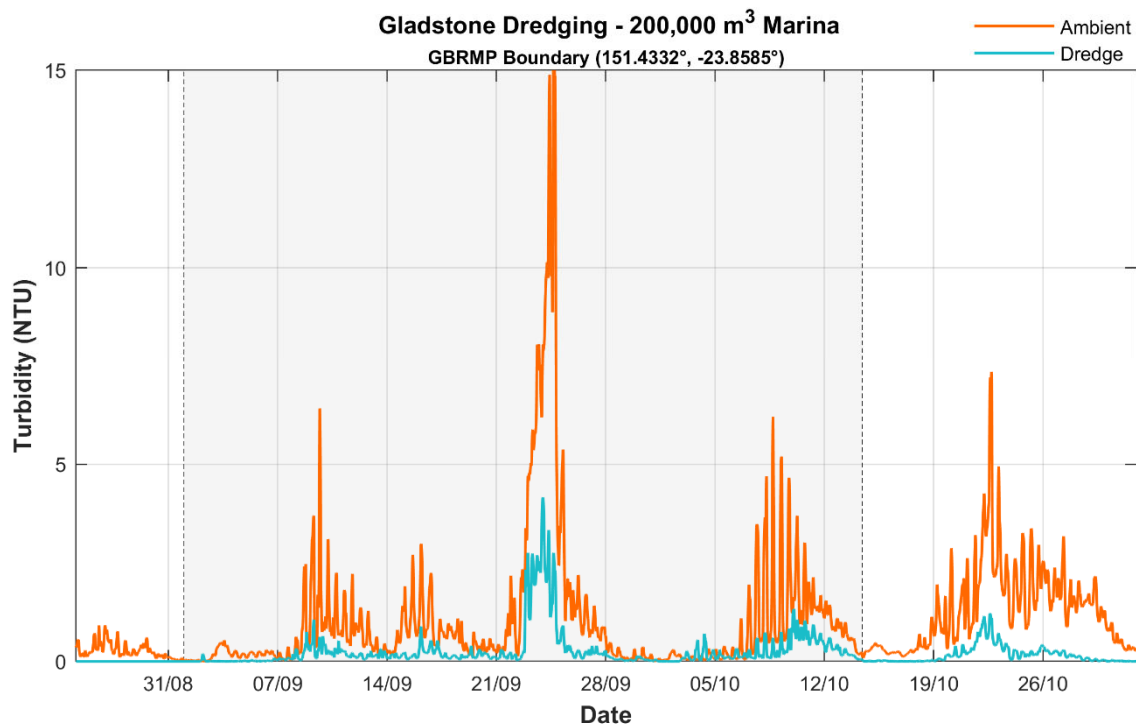 Gladstone Dredging - 200,000 m³ Marina
GBRMP Boundary (151.4332°, -23.8585°)
Ambient
Dredge
15
10
5
0
Turbidity (NTU)
31/08 07/09 14/09 21/09 28/09 05/10 12/10 19/10 26/10
Date